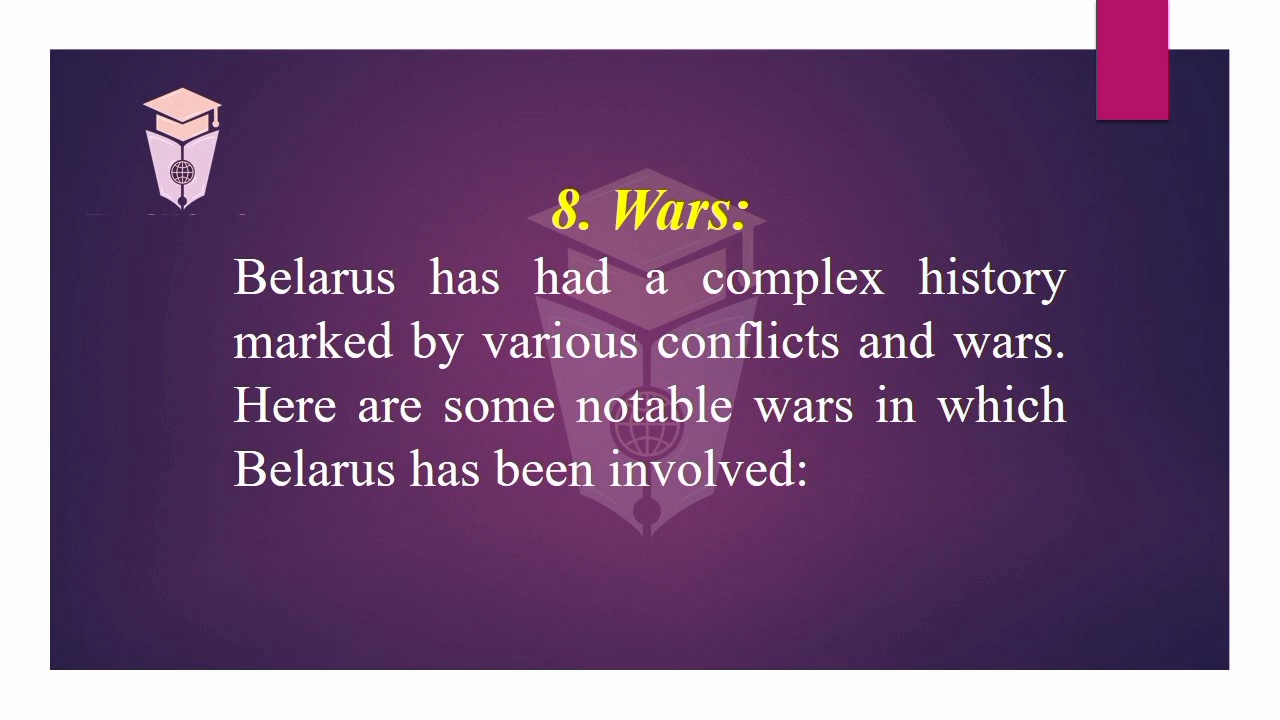 8. Wars:
Belarus has had a complex history
marked by various conflicts and wars.
Here are some notable wars in which
Belarus has been involved: